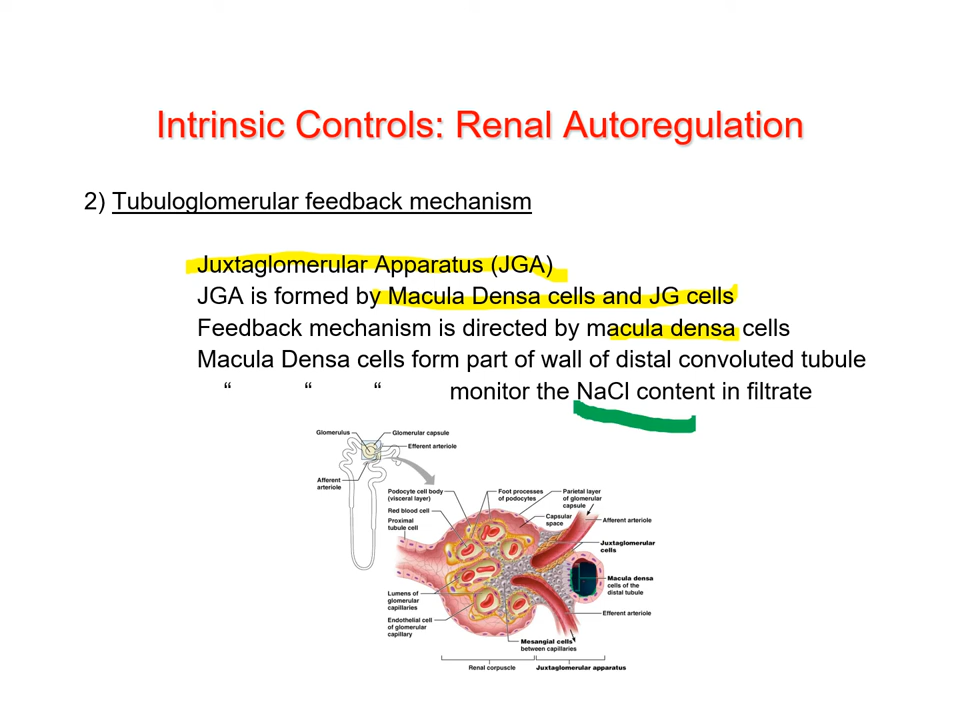 Intrinsic Controls: Renal Autoregulation
2) Tubuloglomerular feedback mechanism
Juxtaglomerular Apparatus (JGA)
JGA is formed by Macula Densa cells and JG cells
Feedback mechanism is directed by macula densa cells
Macula Densa cells form part of wall of distal convoluted tubule
“ “ “ monitor the NaCl content in filtrate
Glomerulus
Glomerular capsule
Efferent arteriole
Afferent
arteriole
Podocyte cell body
(visceral layer)
Red blood cell
Proximal
tubule cell
Foot processes
of podocytes
Parietal layer
of glomerular
capsule
Capsular
space
Afferent arteriole
Juxtaglomerular
cells
Macula densa
cells of the
distal tubule
Lumens of
glomerular
capillaries
Endothelial cell
of glomerular
capillary
Efferent arteriole
Mesangial cells
between capillaries
Renal corpuscle
Juxtaglomerular apparatus